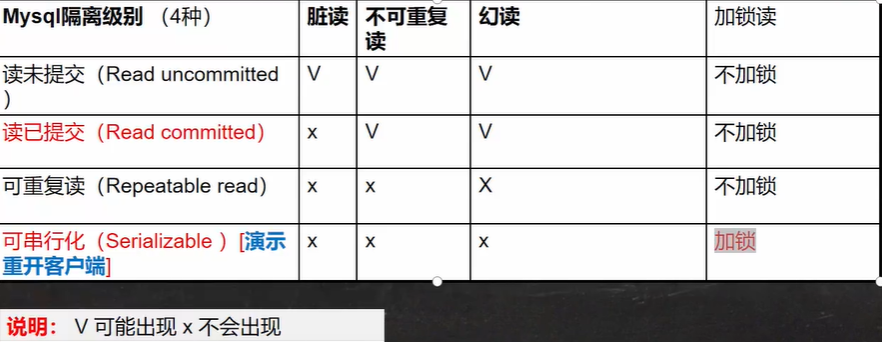 Mysql隔离级别 （4种） 脏读 不可重复 幻读 加锁读
读
读未提交（Read uncommitted V V V 不加锁
）
读已提交（Read committed） x V V 不加锁
可重复读（Repeatable read） x x X 不加锁
可串行化（Serializable ）[演示 x x x 加锁
重开客户端]
说明： V 可能出现 x 不会出现